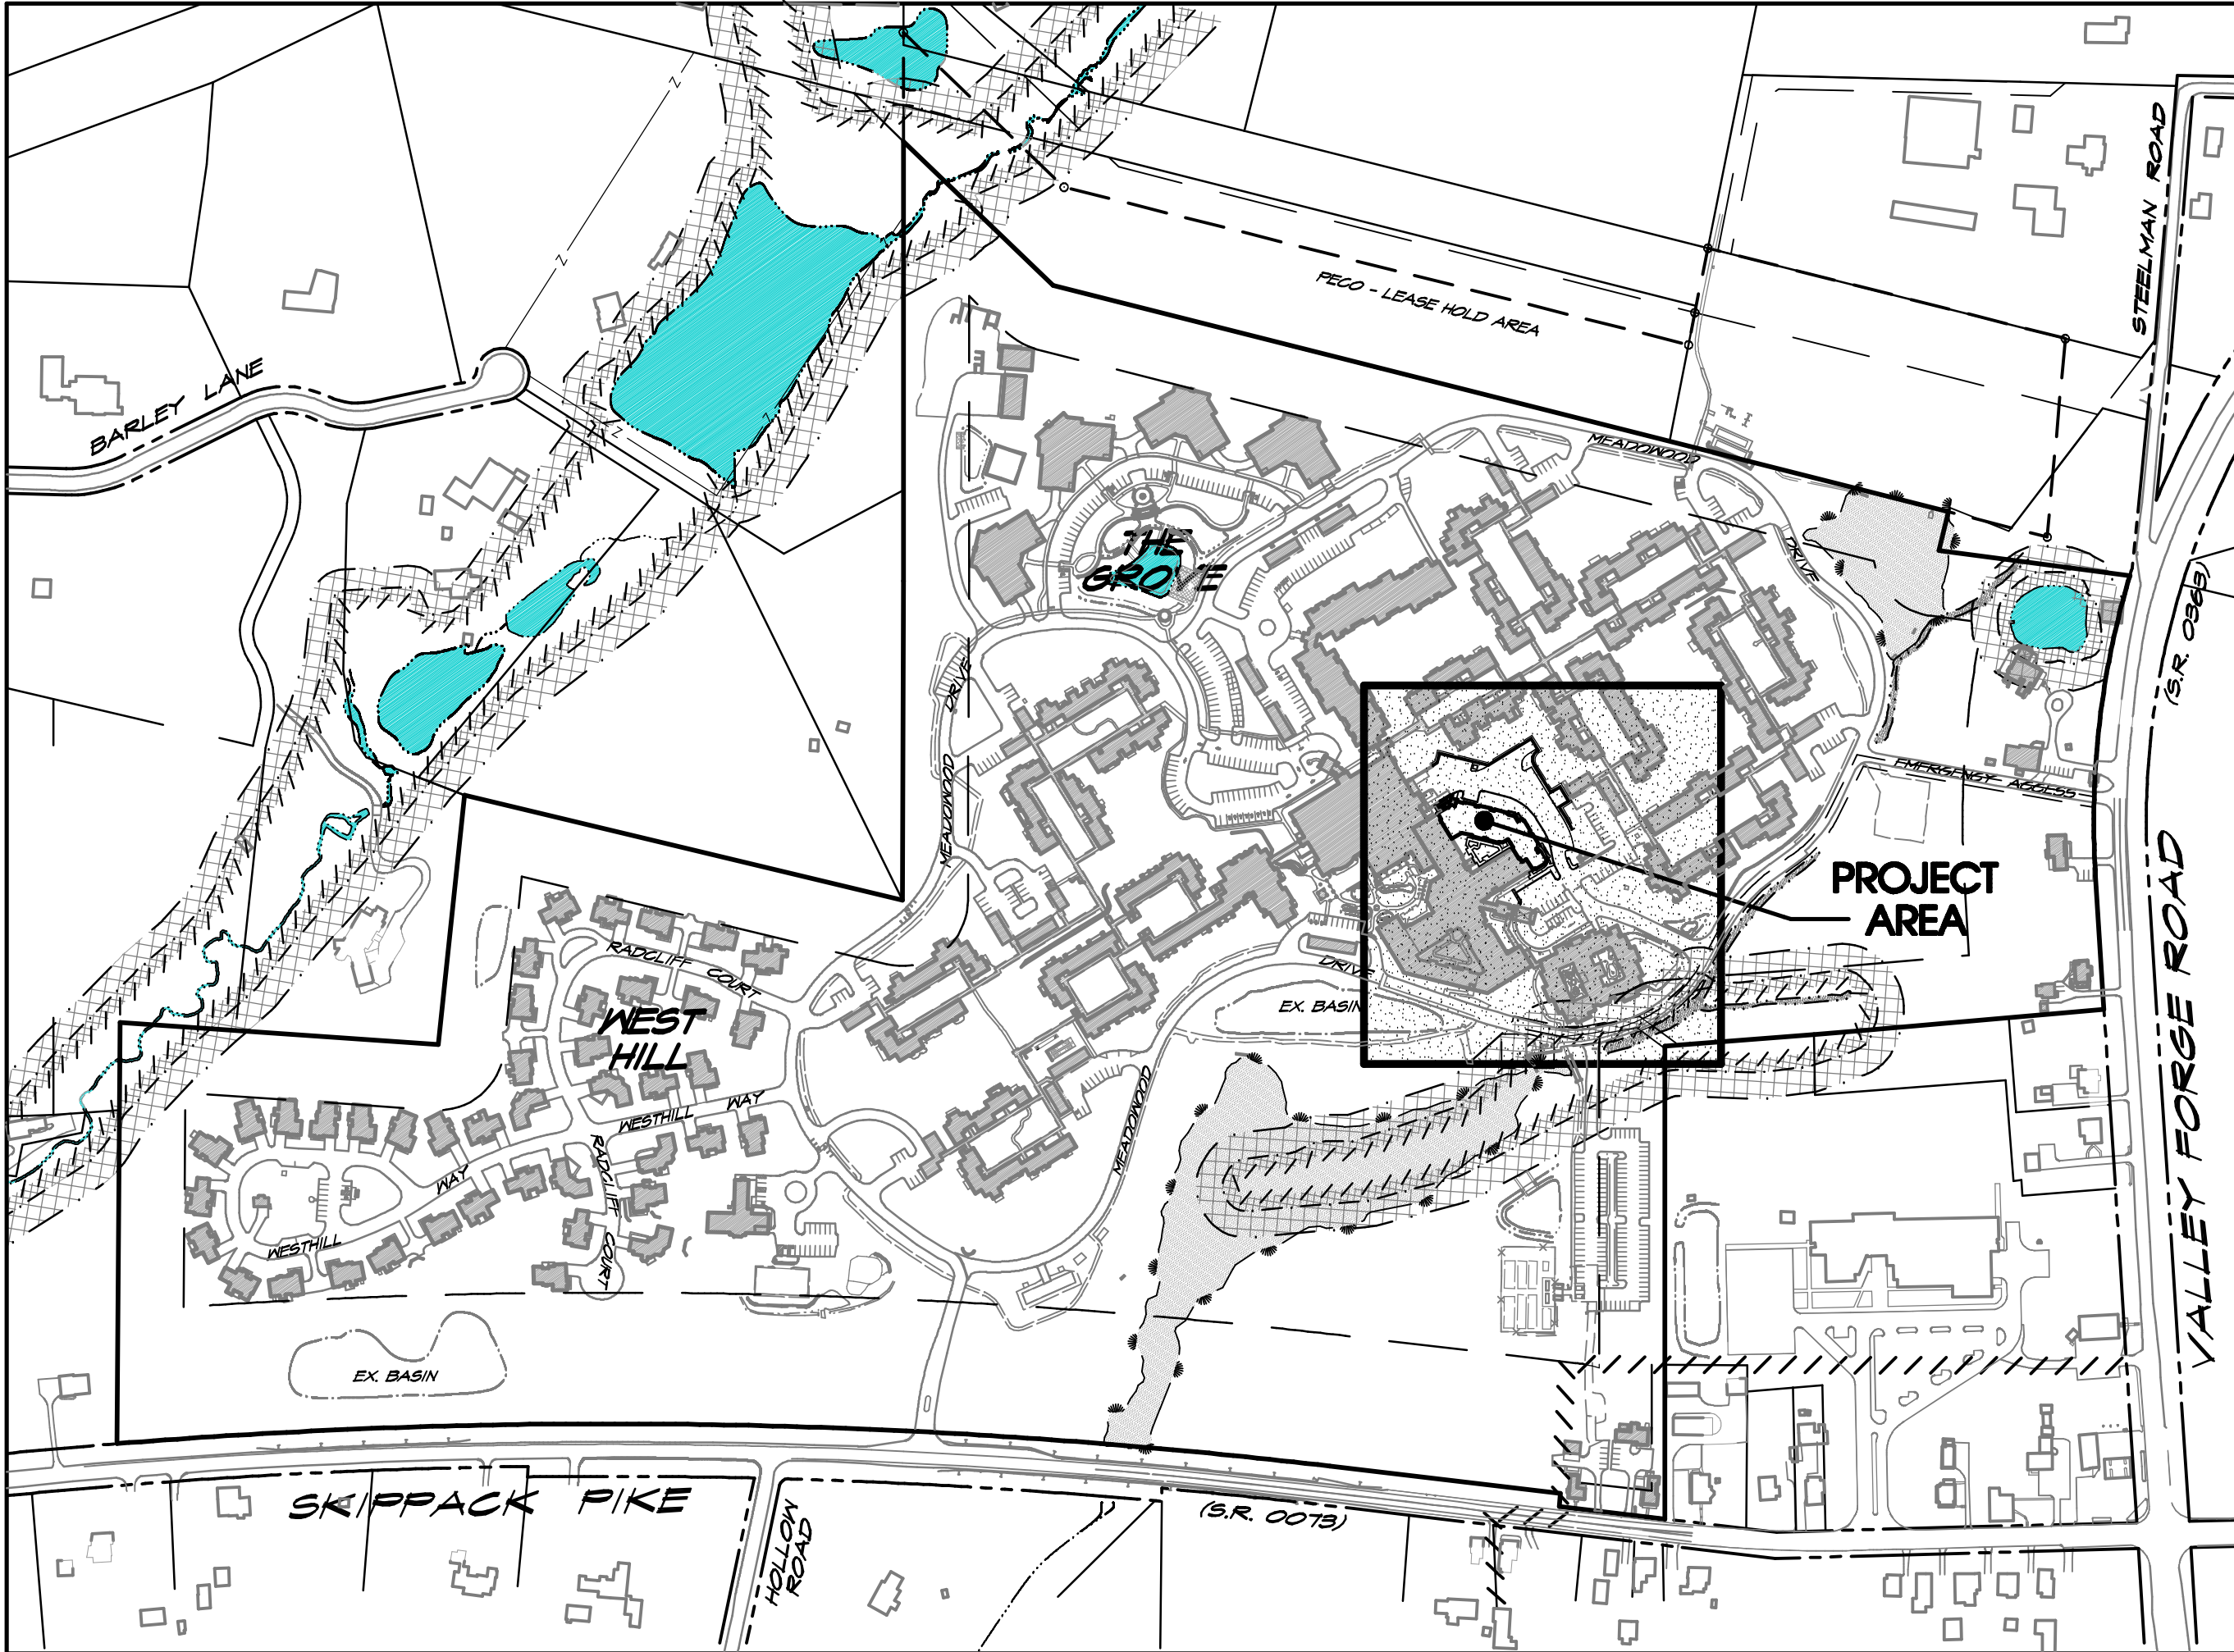 STEELMAN ROAD
PECO - LEASE HOLD AREA
BARLEY LANE
MEADOWOOD
DRIVE
THE
GROVE
(S.R. 0363)
DRIVE
MEADOWOOD
EMERGENCY ACCESS
PROJECT
AREA
VALLEY FORGE ROAD
RADCLIFF COURT
DRIVE
EX. BASIN
WEST
HILL
WESTHILL WAY
MEADOWOOD
RADCLIFF COURT
WAY
WESTHILL
EX. BASIN
SKIPPACK PIKE
(S.R. 0073)
HOLLOW
ROAD